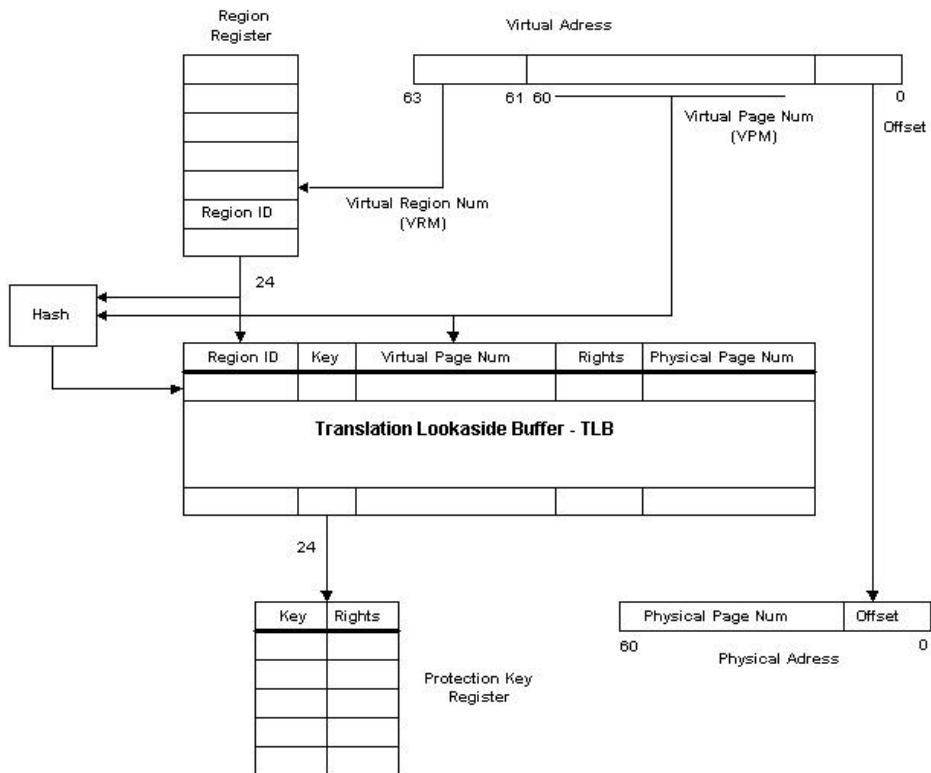 Region
Register
Virtual Adress
63
61 60
0
Virtual Page Num
(VPM)
Offset
Region ID
Virtual Region Num
(VRM)
24
Hash
Region ID Key Virtual Page Num Rights Physical Page Num
Translation Lookaside Buffer - TLB
24
Key Rights
Physical Page Num Offset
60
0
Physical Adress
Protection Key
Register